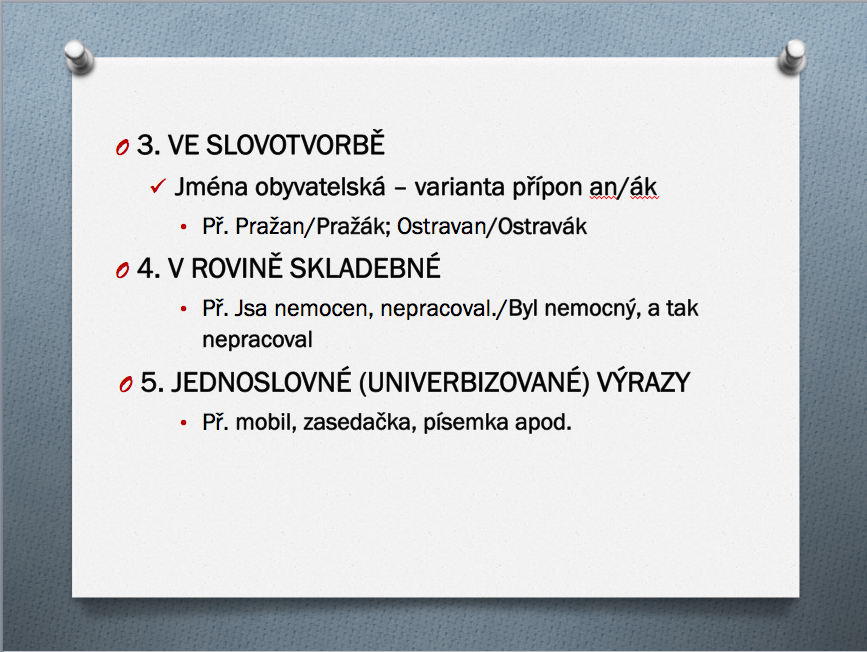 3. VE SLOVOTVORBĚ
Jména obyvatelská – varianta přípon an/ák
Př. Pražan/Pražák; Ostravan/Ostravák
4. V ROVINĚ SKLADEBNÉ
Př. Jsa nemocen, nepracoval./Byl nemocný, a tak
nepracoval
5. JEDNOSLOVNÉ (UNIVERBIZOVANÉ) VÝRAZY
Př. mobil, zasedačka, písemka apod.